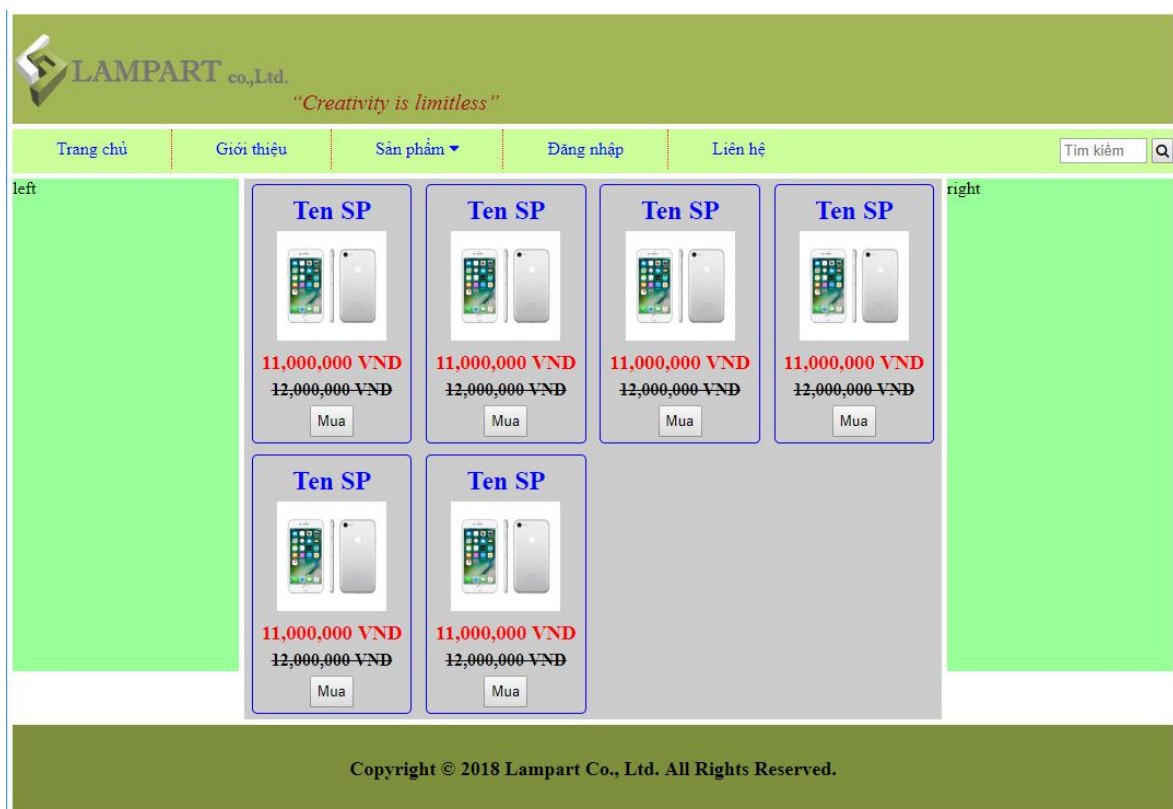 LAMPART co.,Ltd.
“Creativity is limitless”
Trang chủ Giới thiệu Sản phẩm Đăng nhập Liên hệ Tìm kiếm
left
right
Ten SP Ten SP Ten SP Ten SP
11,000,000 VND 11,000,000 VND 11,000,000 VND 11,000,000 VND
12,000,000 VND 12,000,000 VND 12,000,000 VND 12,000,000 VND
Mua Mua Mua Mua
Ten SP Ten SP
11,000,000 VND 11,000,000 VND
12,000,000 VND 12,000,000 VND
Mua Mua
Copyright © 2018 Lampart Co., Ltd. All Rights Reserved.